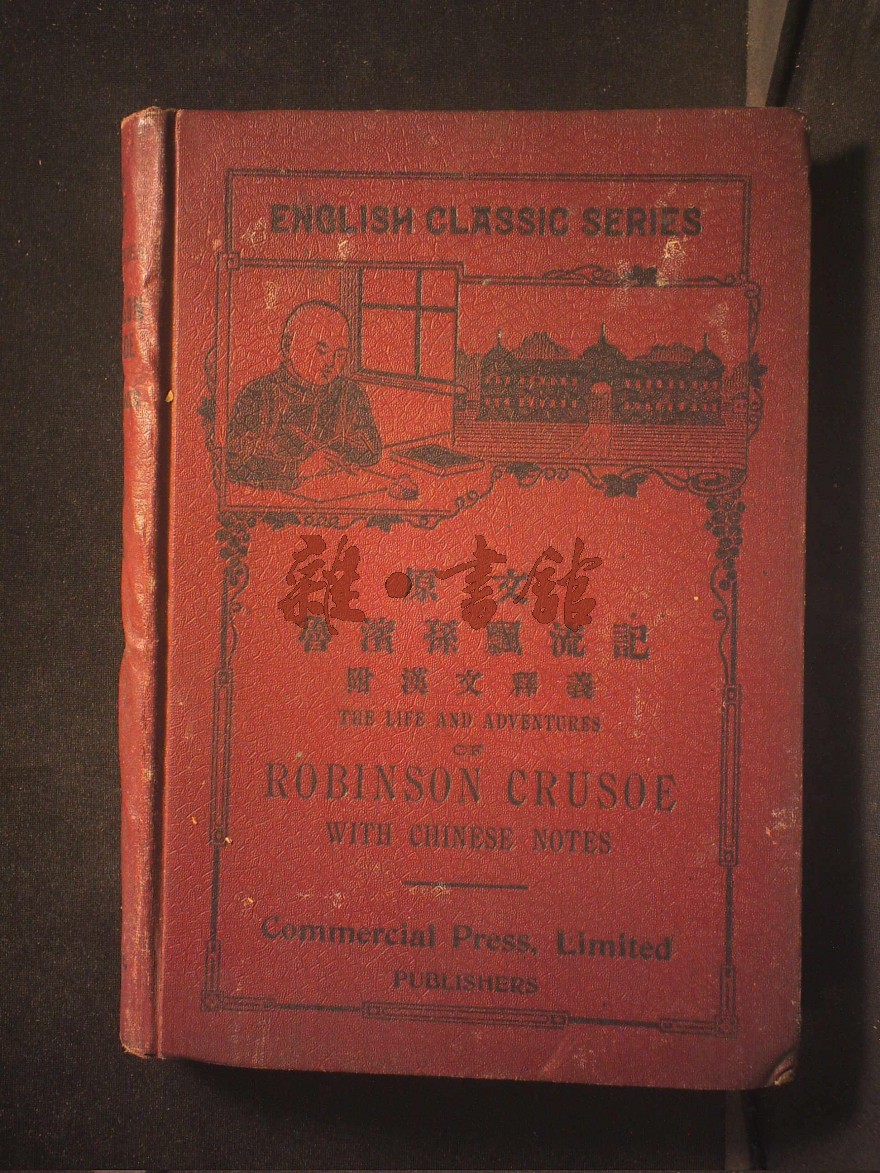 ENGLISH CLASSIC SERIES
原文
雜·書館
魯濱孫飄流記
附漢文釋義
THE LIFE AND ADVENTURES
OF
ROBINSON CRUSOE
WITH CHINESE NOTES
Commercial Press, Limited
PUBLISHERS